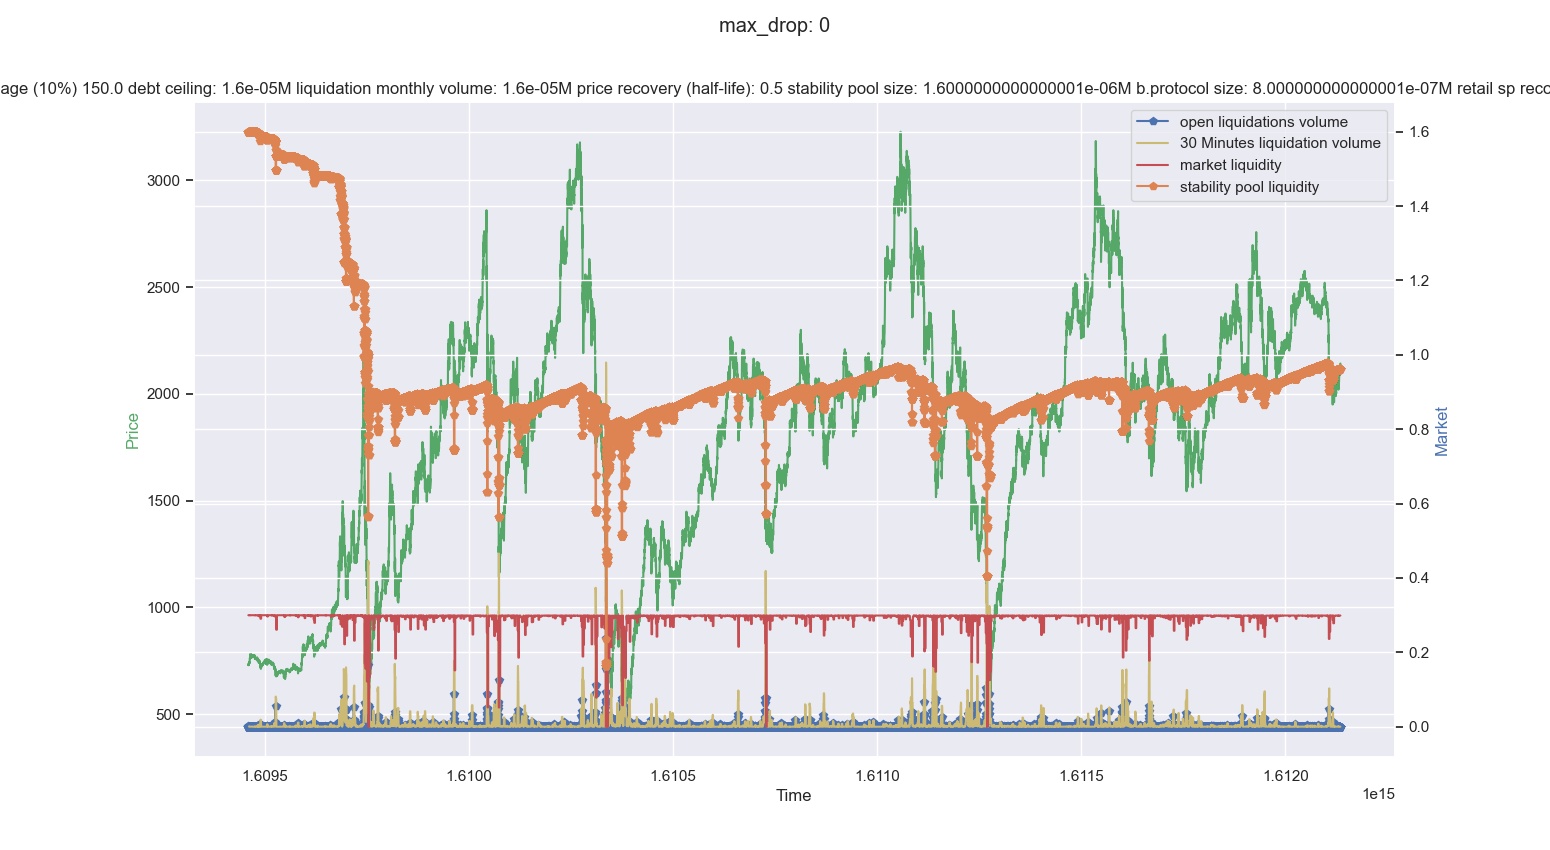 max_drop: 0
age (10%) 150.0 debt ceiling: 1.6e-05M liquidation monthly volume: 1.6e-05M price recovery (half-life): 0.5 stability pool size: 1.6000000000000001e-06M b.protocol size: 8.000000000000001e-07M retail sp reco
open liquidations volume
30 Minutes liquidation volume
market liquidity
stability pool liquidity
3000
2500
2000
1500
1000
500
Price
1.6
1.4
1.2
1.0
0.8
0.6
0.4
0.2
0.0
Market
1.6095 1.6100 1.6105 1.6110 1.6115 1.6120
Time
1e15